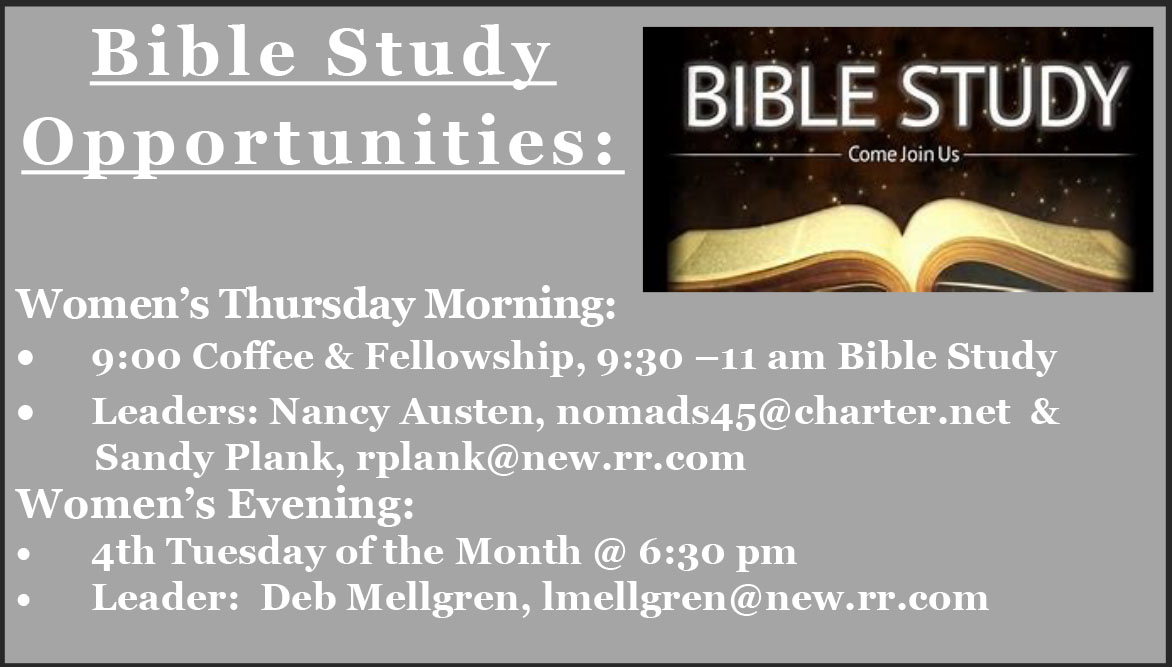 Bible Study
Opportunities:
BIBLE STUDY
Come Join Us
Women’s Thursday Morning:
• 9:00 Coffee & Fellowship, 9:30 –11 am Bible Study
• Leaders: Nancy Austen, nomads45@charter.net &
Sandy Plank, rplank@new.rr.com
Women’s Evening:
• 4th Tuesday of the Month @ 6:30 pm
• Leader: Deb Mellgren, lmellgren@new.rr.com